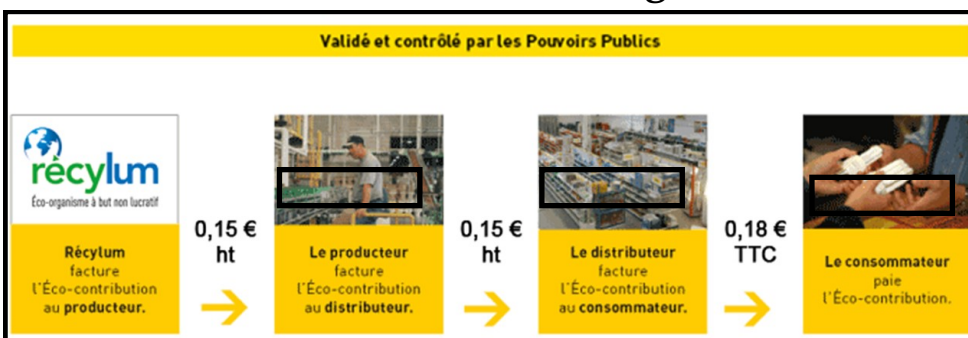 Validé et contrôlé par les Pouvoirs Publics
récylum
Éco-organisme à but non lucratif
Récylum
facture
l'Éco-contribution
au producteur.
0,15 €
ht
Le producteur
facture
l'Éco-contribution
au distributeur.
0,15 €
ht
Le distributeur
facture
l'Éco-contribution
au consommateur.
0,18 €
TTC
Le consommateur
paie
l'Éco-contribution.